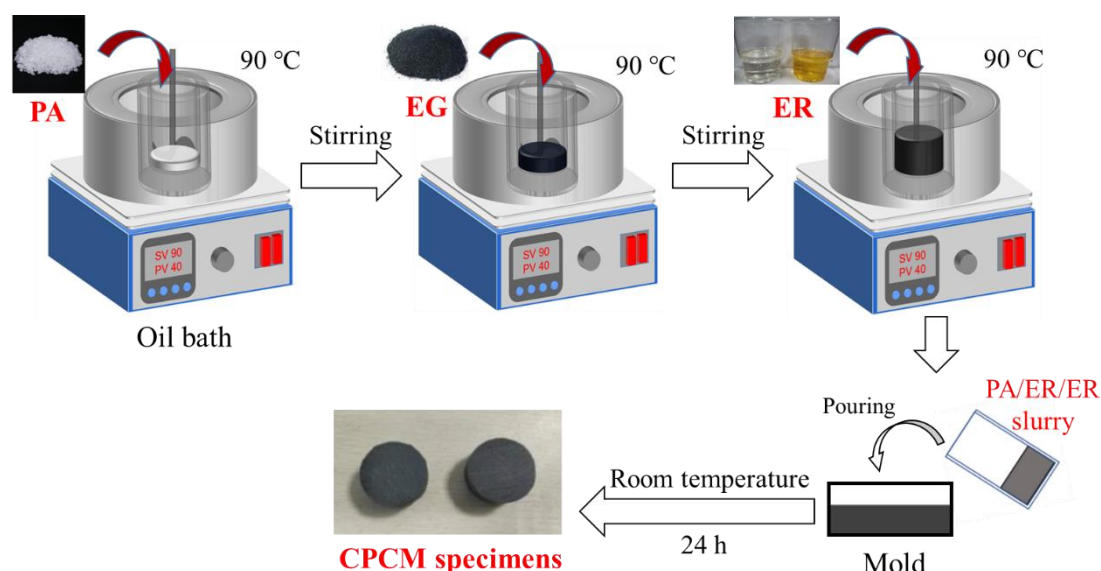 90 ℃
PA
SV 90
PV 40
Oil bath
Stirring
90 ℃
EG
SV 90
PV 40
Stirring
90 ℃
ER
SV 90
PV 40
PA/ER/ER
slurry
Pouring
Mold
Room temperature
24 h
CPCM specimens